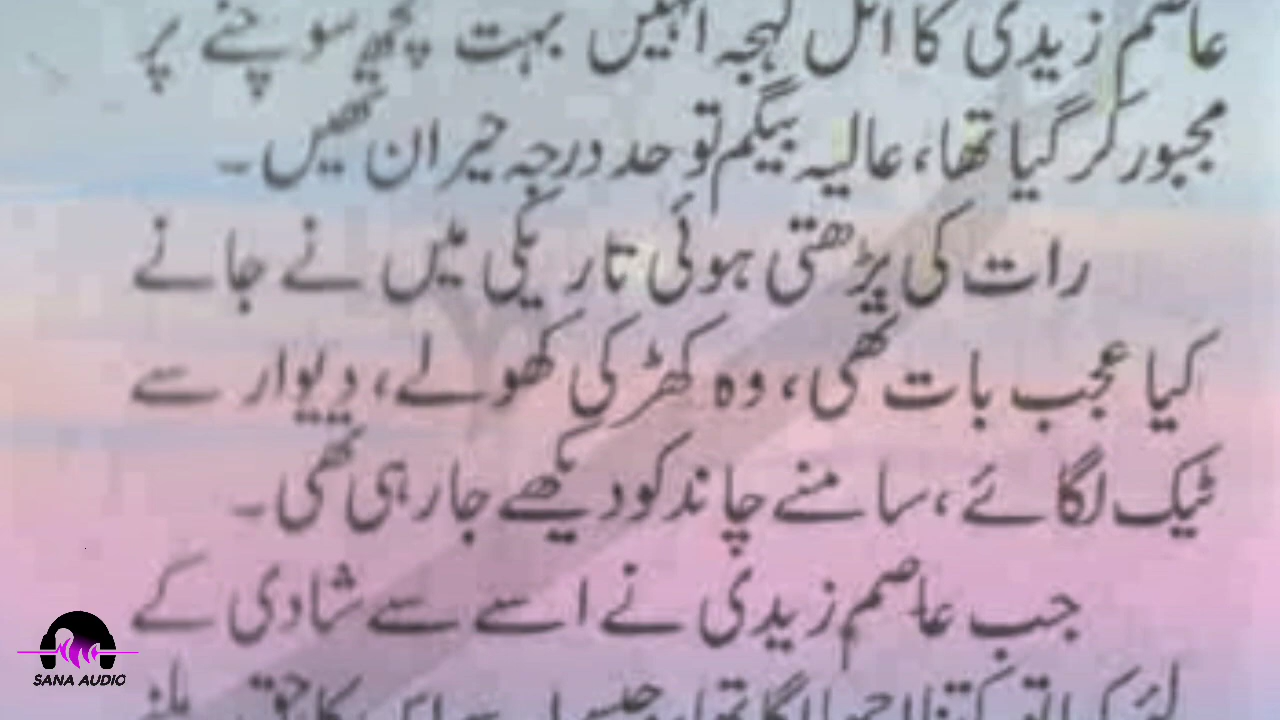 عاصم زیدی کا اٹل لہجہ انہیں بہت کچھ سوچنے پر
مجبور کر گیا تھا، عالیہ بیگم تو حد درجہ حیران تھیں۔
رات کی بڑھتی ہوئی تاریکی میں نے جانے
کیا عجب بات تھی، وہ کھڑکی کھولے، دیوار سے
ٹیک لگائے، سامنے چاند کو دیکھے جا رہی تھی۔
جب عاصم زیدی نے اسے سے شادی کے
SANA AUDIO